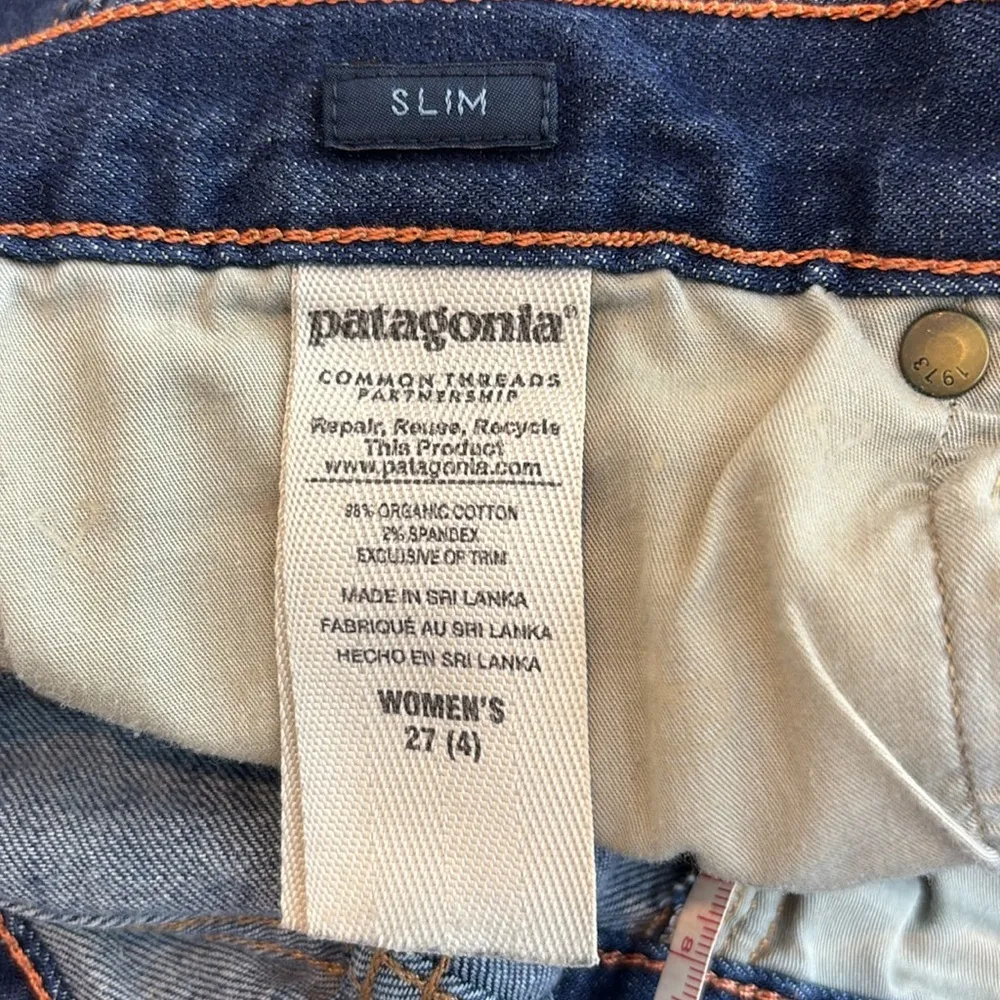 SLIM
patagonia®
COMMON THREADS
PARTNERSHIP
Repair, Reuse, Recycle
This Product
www.patagonia.com
98% ORGANIC COTTON
2% SPANDEX
EXCLUSIVE OF TRIM
MADE IN SRI LANKA
FABRIQUÉ AU SRI LANKA
HECHO EN SRI LANKA
WOMEN'S
27 (4)
1973
8